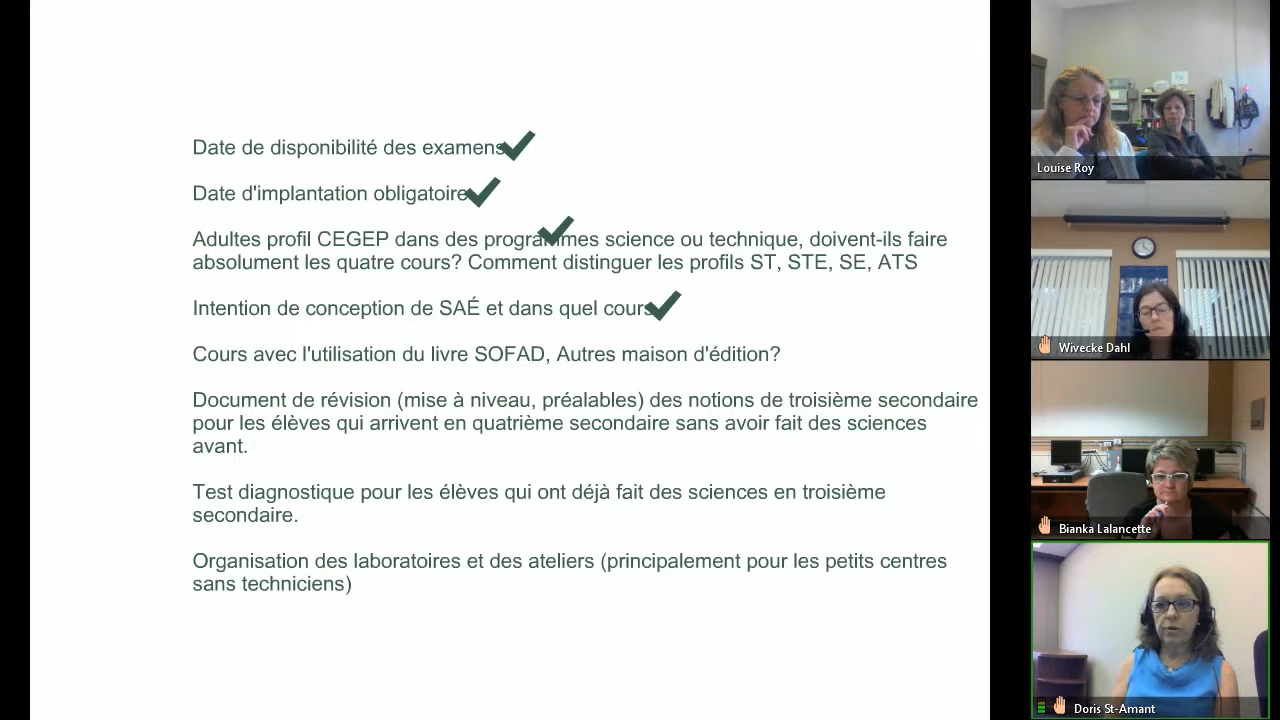 Date de disponibilité des examens
Date d'implantation obligatoire
Adultes profil CEGEP dans des programmes science ou technique, doivent-ils faire
absolument les quatre cours? Comment distinguer les profils ST, STE, SE, ATS
Intention de conception de SAÉ et dans quel cours
Cours avec l'utilisation du livre SOFAD, Autres maison d'édition?
Document de révision (mise à niveau, préalables) des notions de troisième secondaire
pour les élèves qui arrivent en quatrième secondaire sans avoir fait des sciences
avant.
Test diagnostique pour les élèves qui ont déjà fait des sciences en troisième
secondaire.
Organisation des laboratoires et des ateliers (principalement pour les petits centres
sans techniciens)
Louise Roy
Wivecke Dahl
Bianka Lalancette
Doris St-Amant